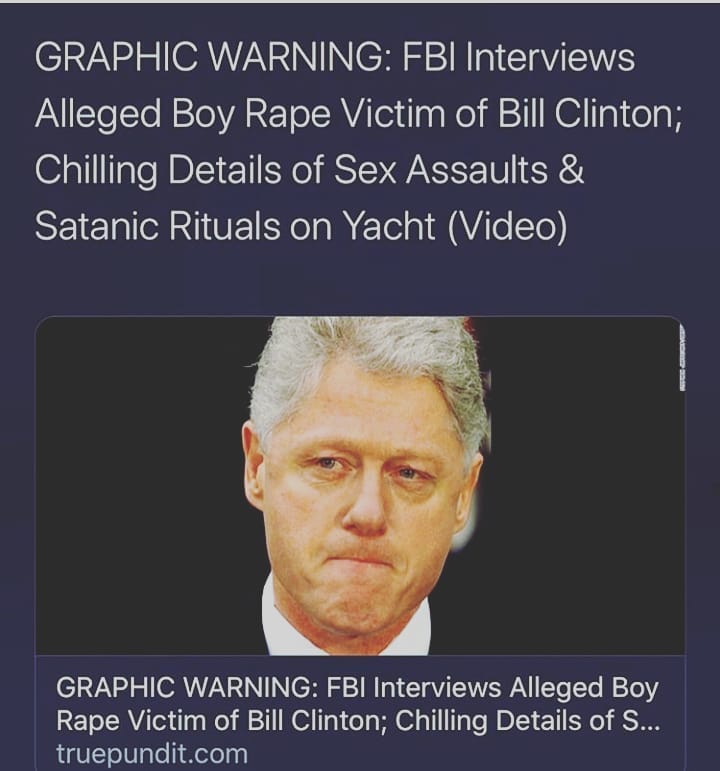 GRAPHIC WARNING: FBI Interviews
Alleged Boy Rape Victim of Bill Clinton;
Chilling Details of Sex Assaults &
Satanic Rituals on Yacht (Video)
GRAPHIC WARNING: FBI Interviews Alleged Boy
Rape Victim of Bill Clinton; Chilling Details of S...
truepundit.com